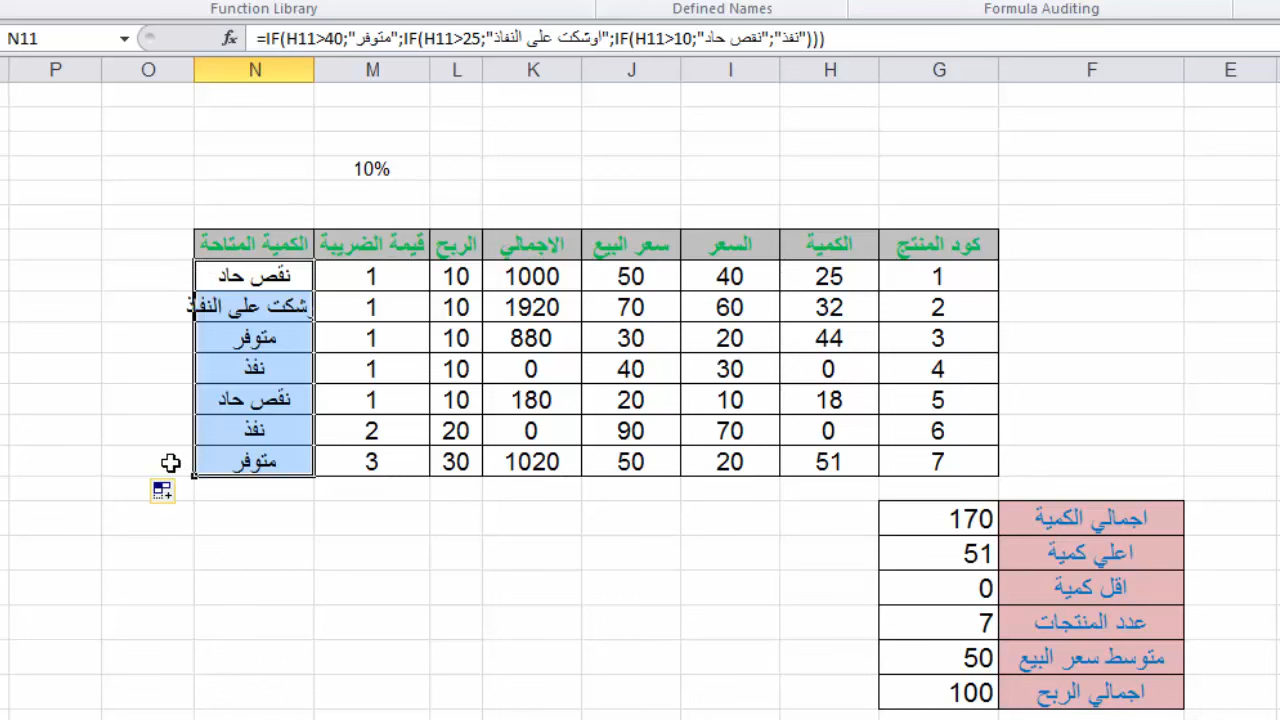 Function Library Defined Names Formula Auditing
N11 fx =IF(H11>40;"متوفر";IF(H11>25;"اوشكت على النفاذ";IF(H11>10;"نقص حاد";"نفذ")))
E F G H I J K L M N O P
10%
كود المنتج الكمية السعر سعر البيع الاجمالي الربح قيمة الضريبة الكمية المتاحة
1 25 40 50 1000 10 1 نقص حاد
2 32 60 70 1920 10 1 شكت على النفاذ
3 44 20 30 880 10 1 متوفر
4 0 30 40 0 10 1 نفذ
5 18 10 20 180 10 1 نقص حاد
6 0 70 90 0 20 2 نفذ
7 51 20 50 1020 30 3 متوفر
اجمالي الكمية 170
اعلي كمية 51
اقل كمية 0
عدد المنتجات 7
متوسط سعر البيع 50
اجمالي الربح 100